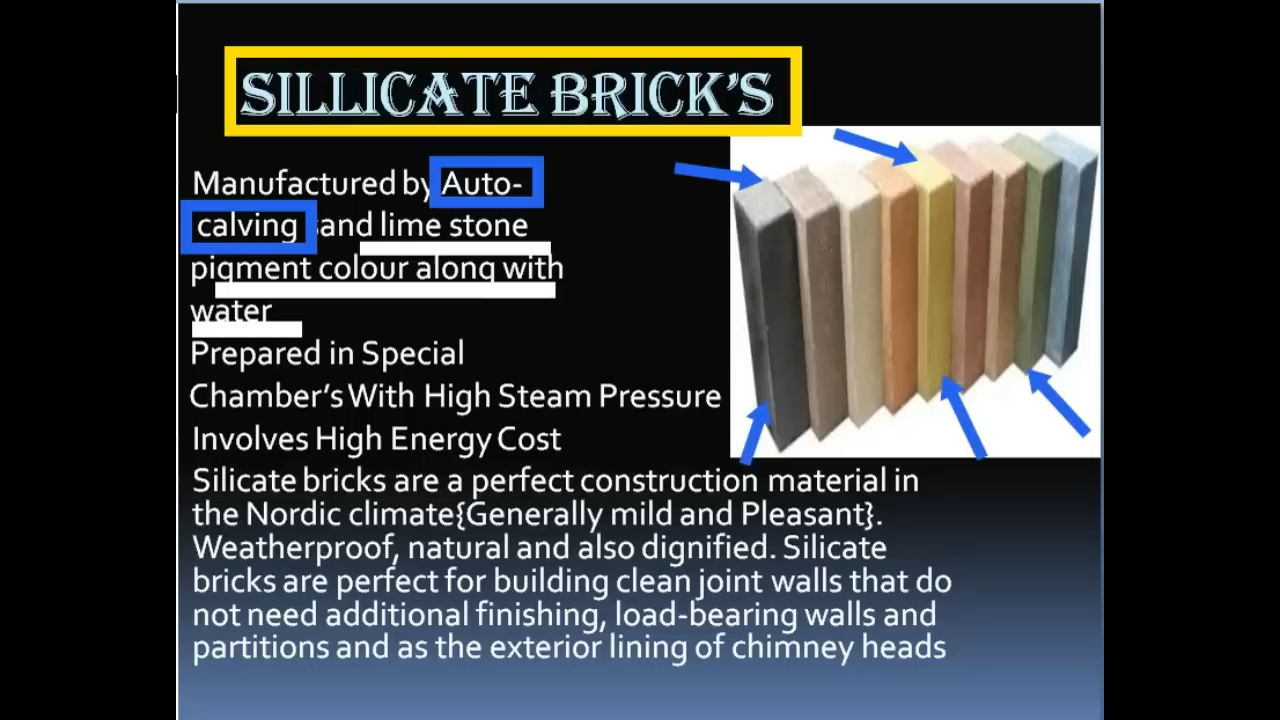 SILLICATE BRICK'S
Manufactured by Auto-
calving sand lime stone
pigment colour along with
water
Prepared in Special
Chamber's With High Steam Pressure
Involves High Energy Cost
Silicate bricks are a perfect construction material in
the Nordic climate{Generally mild and Pleasant}.
Weatherproof, natural and also dignified. Silicate
bricks are perfect for building clean joint walls that do
not need additional finishing, load-bearing walls and
partitions and as the exterior lining of chimney heads